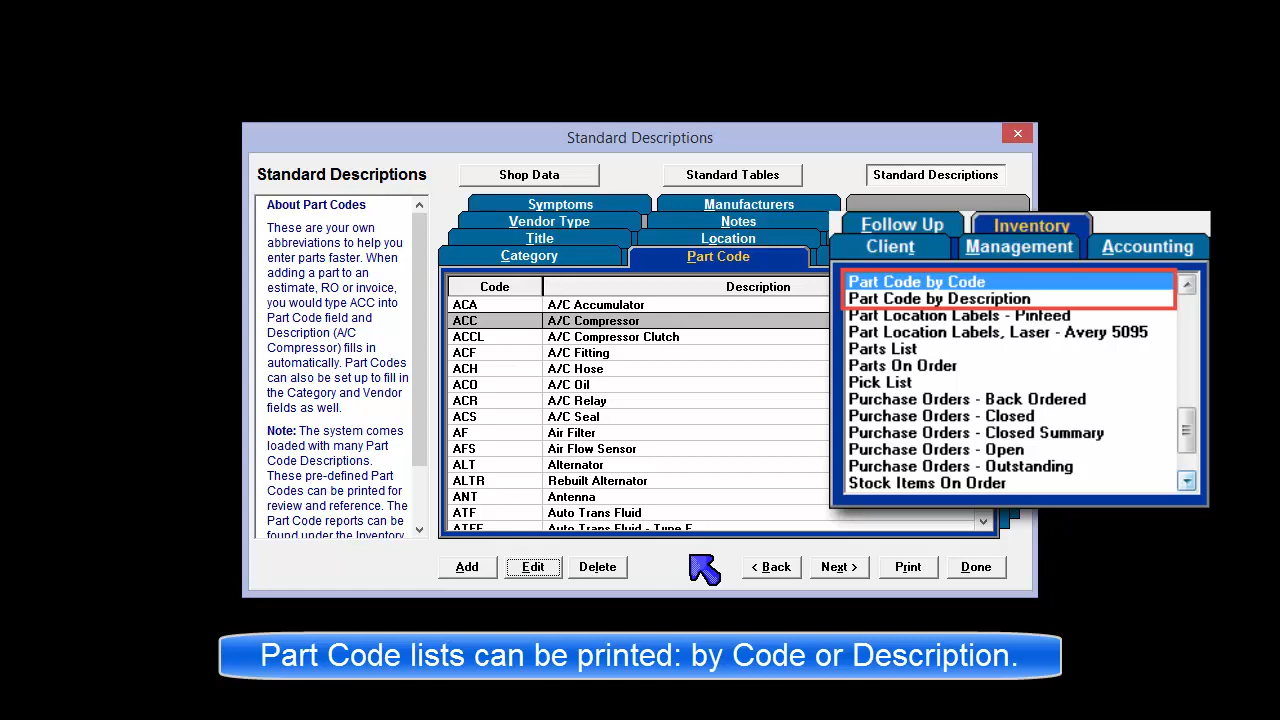 Standard Descriptions
Standard Descriptions
Shop Data
Standard Tables
Standard Descriptions
About Part Codes
These are your own
abbreviations to help you
enter parts faster. When
adding a part to an
estimate, RO or invoice,
you would type ACC into
Part Code field and
Description (A/C
Compressor) fills in
automatically. Part Codes
can also be set up to fill in
the Category and Vendor
fields as well.
Note: The system comes
loaded with many Part
Code Descriptions.
These pre-defined Part
Codes can be printed for
review and reference. The
Part Code reports can be
found under the Inventory
Symptoms
Manufacturers
Vendor Type
Notes
Title
Location
Category
Part Code
Code Description
ACA A/C Accumulator
ACC A/C Compressor
ACCL A/C Compressor Clutch
ACF A/C Fitting
ACH A/C Hose
ACO A/C Oil
ACR A/C Relay
ACS A/C Seal
AF Air Filter
AFS Air Flow Sensor
ALT Alternator
ALTR Rebuilt Alternator
ANT Antenna
ATF Auto Trans Fluid
ATFF Auto Trans Fluid - Type F
Follow Up
Inventory
Client
Management
Accounting
Part Code by Code
Part Code by Description
Part Location Labels - Pinfeed
Part Location Labels, Laser - Avery 5095
Parts List
Parts On Order
Pick List
Purchase Orders - Back Ordered
Purchase Orders - Closed
Purchase Orders - Closed Summary
Purchase Orders - Open
Purchase Orders - Outstanding
Stock Items On Order
Add
Edit
Delete
< Back
Next >
Print
Done
Part Code lists can be printed: by Code or Description.